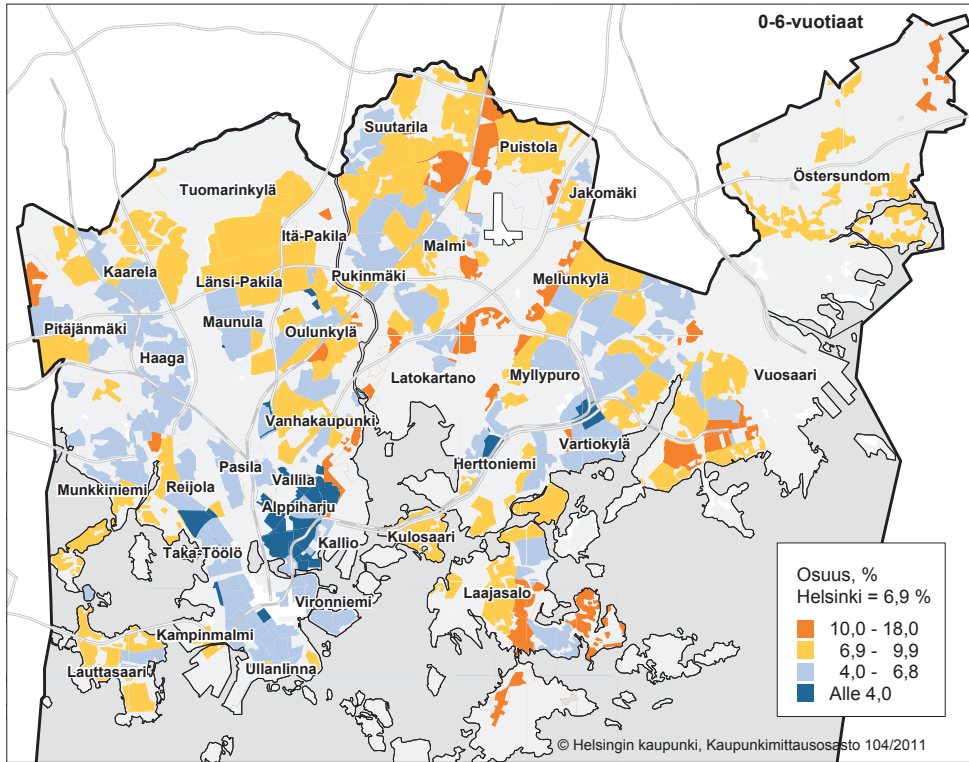 0-6-vuotiaat
Suutarila
Puistola
Östersundom
Tuomarinkylä
Jakomäki
Itä-Pakila
Malmi
Kaarela
Länsi-Pakila
Pukinmäki
Mellunkylä
Pitäjänmäki
Maunula
Oulunkylä
Haaga
Latokartano
Myllypuro
Vuosaari
Vanhakaupunki
Vartiokylä
Pasila
Vallila
Herttoniemi
Munkkiniemi
Reijola
Alppiharju
Kallio
Kulosaari
Taka-Töölö
Laajasalo
Vironniemi
Kampinmalmi
Lauttasaari
Ullanlinna
Osuus, %
Helsinki = 6,9 %
10,0 - 18,0
6,9 - 9,9
4,0 - 6,8
Alle 4,0
© Helsingin kaupunki, Kaupunkimittausosasto 104/2011